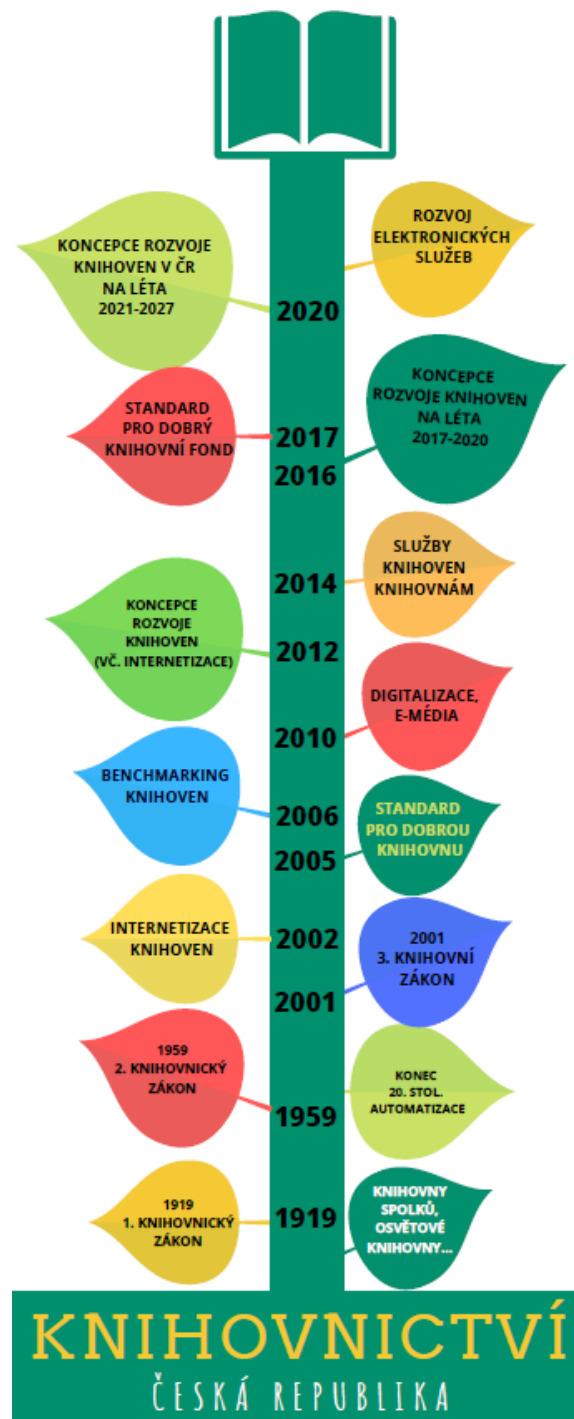 ROZVOJ
ELEKTRONICKÝCH
SLUŽEB
KONCEPCE ROZVOJE
KNIHOVEN V ČR
NA LÉTA
2021-2027
2020
KONCEPCE
ROZVOJE KNIHOVEN
NA LÉTA
2017-2020
STANDARD
PRO DOBRÝ
KNIHOVNÍ FOND
2017
2016
SLUŽBY
KNIHOVEN
KNIHOVNÁM
2014
KONCEPCE
ROZVOJE
KNIHOVEN
(VČ. INTERNETIZACE)
2012
DIGITALIZACE,
E-MÉDIA
2010
BENCHMARKING
KNIHOVEN
2006
STANDARD
PRO DOBROU
KNIHOVNU
2005
INTERNETIZACE
KNIHOVEN
2002
2001
3. KNIHOVNÍ
ZÁKON
2001
1959
2. KNIHOVNICKÝ
ZÁKON
KONEC
20. STOL.
AUTOMATIZACE
1959
KNIHOVNY
SPOLKŮ,
OSVĚTOVÉ
KNIHOVNY...
1919
1. KNIHOVNICKÝ
ZÁKON
1919
KNIHOVNICTVÍ
ČESKÁ REPUBLIKA